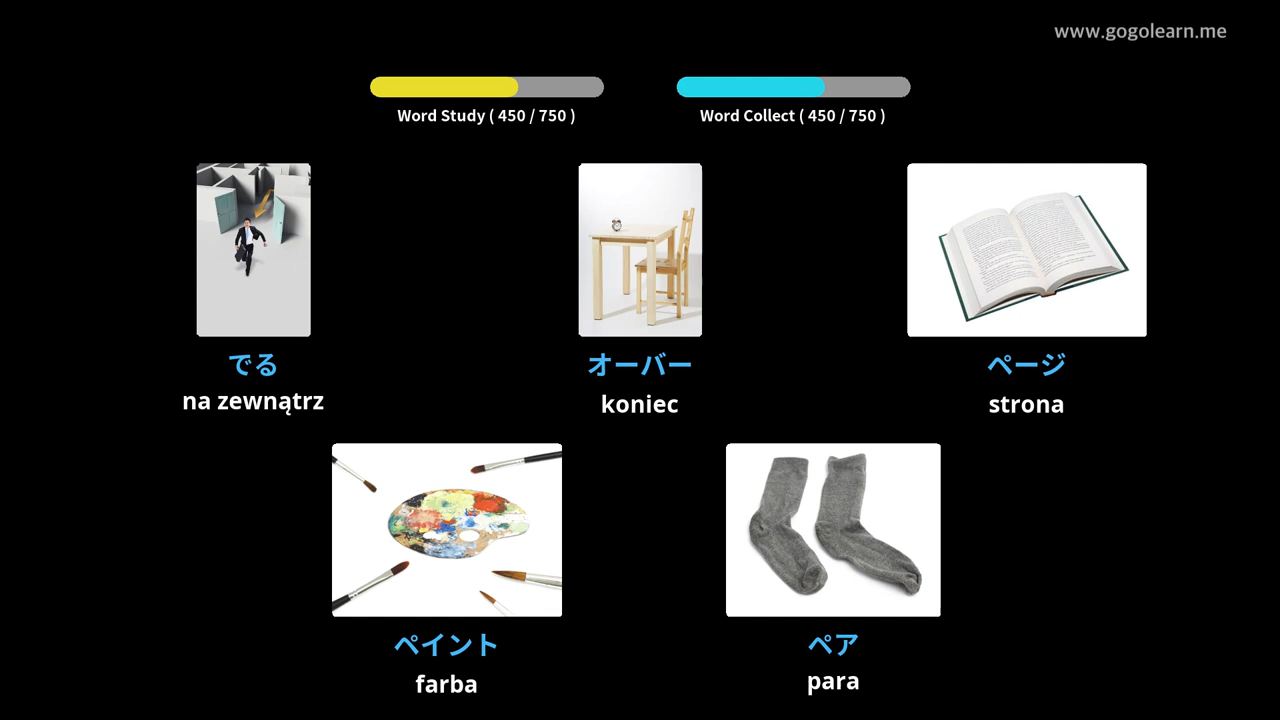 www.gogolearn.me
Word Study ( 450 / 750 )
Word Collect ( 450 / 750 )
でる
na zewnątrz
オーバー
koniec
ページ
strona
ペイント
farba
ペア
para